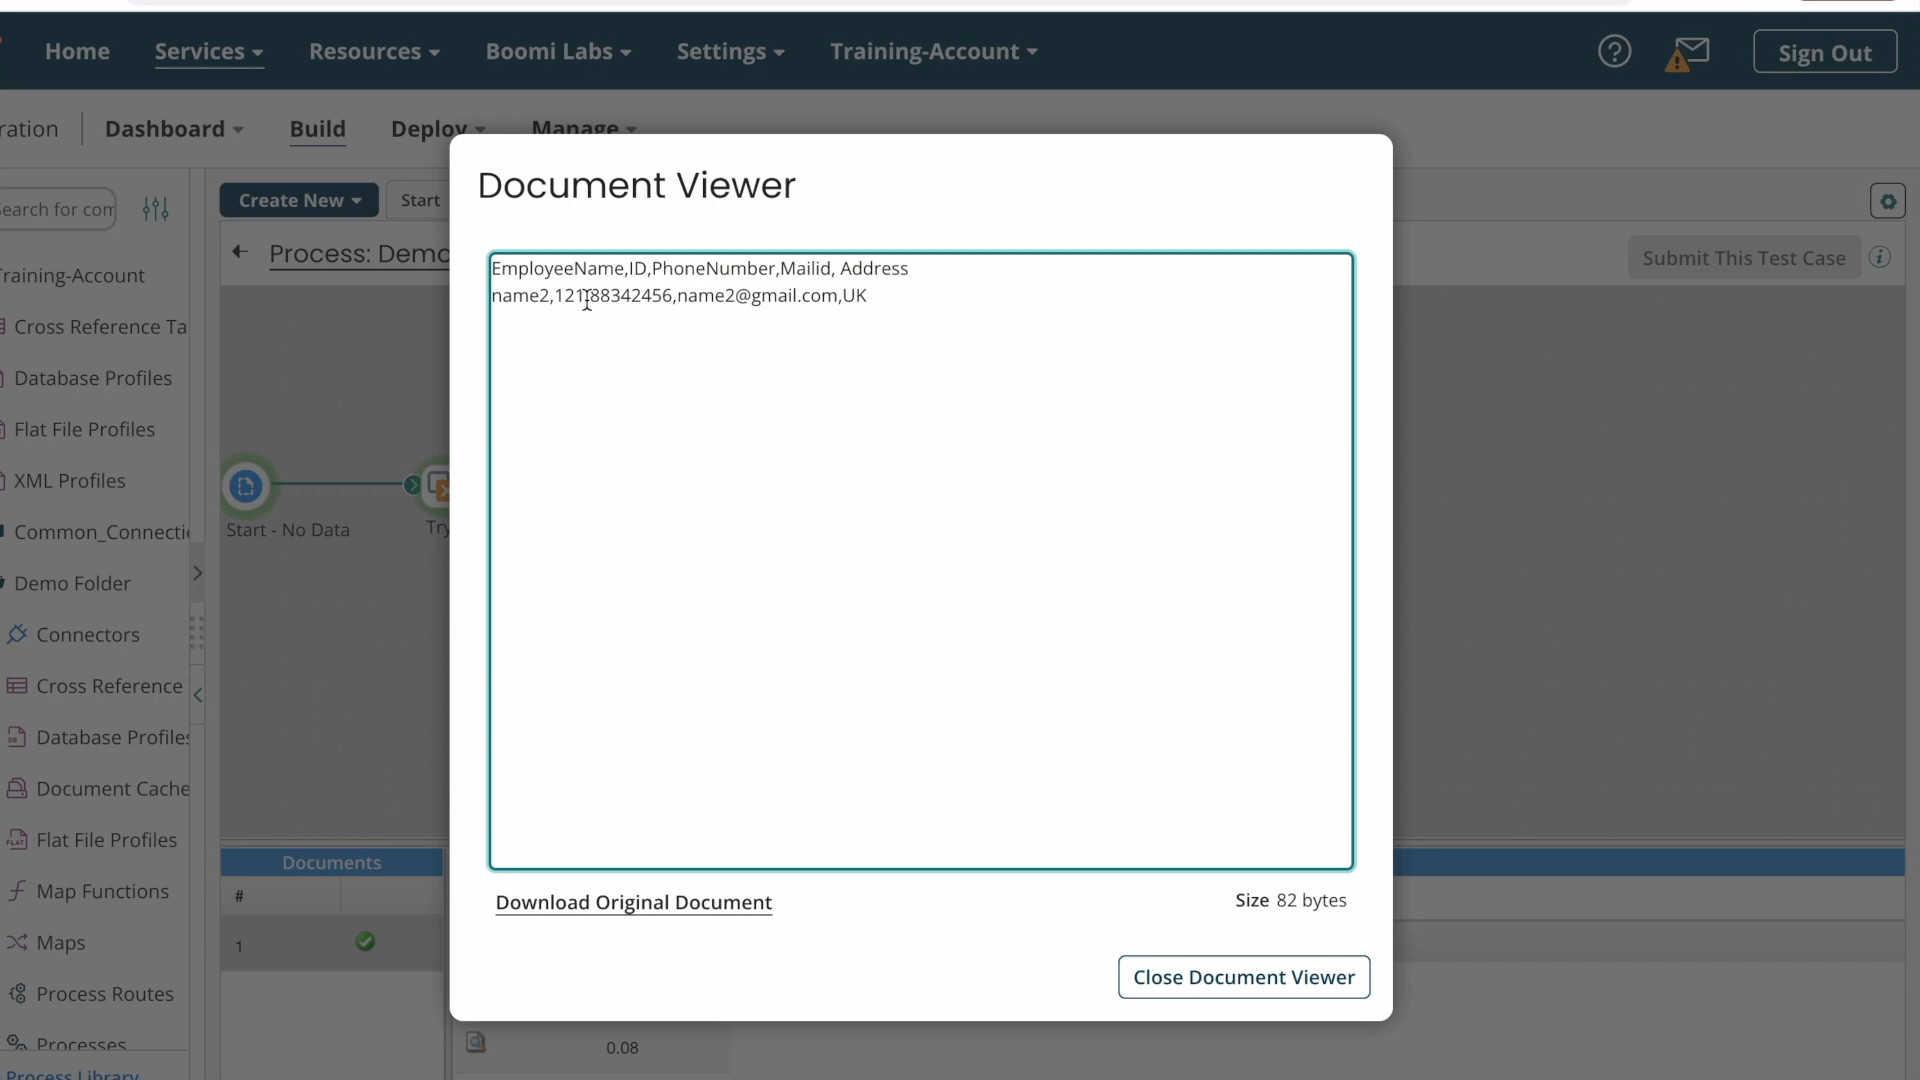 Home Services Resources Boomi Labs Settings Training-Account Sign Out
ration Dashboard Build Deploy Manage
Search for com Create New Start
Process: Demo Submit This Test Case
Training-Account
Cross Reference Ta
Database Profiles
Flat File Profiles
XML Profiles
Common_Connecti
Demo Folder
Connectors
Cross Reference
Database Profiles
Document Cache
Flat File Profiles
Map Functions
Maps
Process Routes
Processes
Process Library
Start - No Data Try
Documents
#
1
0.08
Document Viewer
EmployeeName,ID,PhoneNumber,Mailid, Address
name2@gmail.com,UK
Download Original Document Size 82 bytes
Close Document Viewer